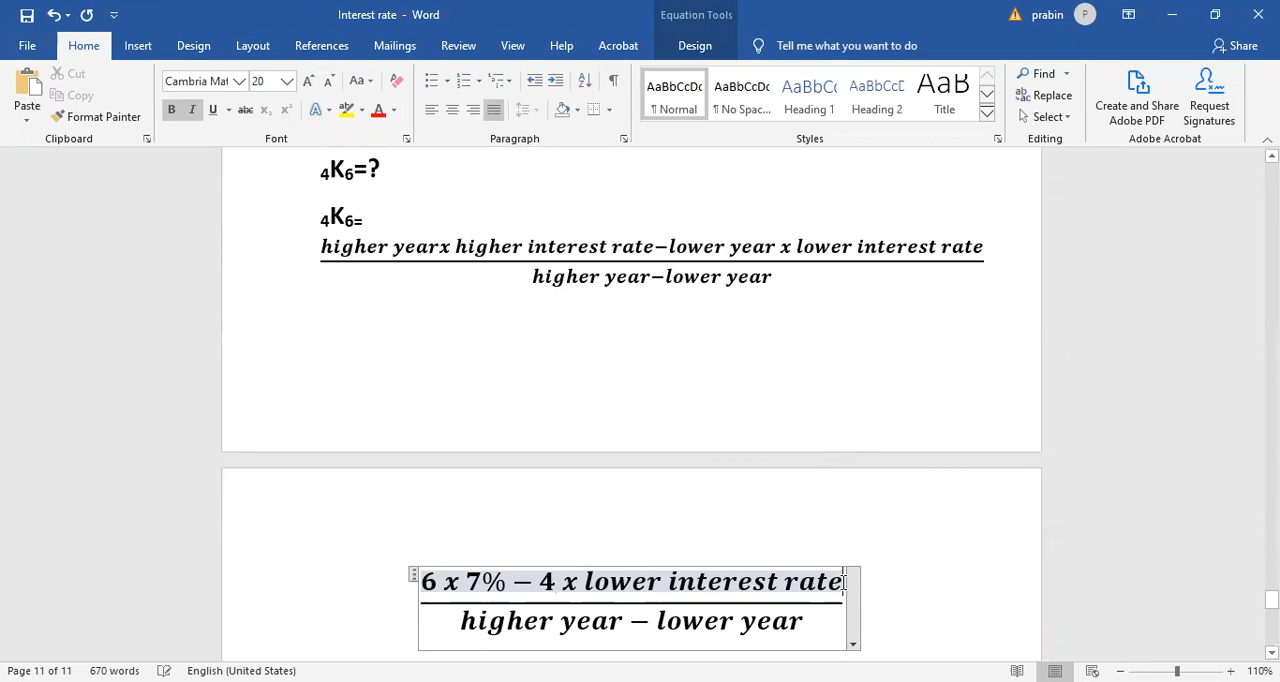 Interest rate - Word
Equation Tools
prabin
P
File Home Insert Design Layout References Mailings Review View Help Acrobat Design Tell me what you want to do Share
Paste
Cut
Copy
Format Painter
Clipboard
Cambria Mat 20
Font
Paragraph
AaBbCcDc AaBbCcDc AaBbCc AaBbCcC AaB
¶ Normal ¶ No Spac... Heading 1 Heading 2 Title
Styles
Find
Replace
Select
Editing
Create and Share Adobe PDF
Request Signatures
Adobe Acrobat
₄K₆=?
₄K₆=
higher yearx higher interest rate−lower year x lower interest rate
higher year−lower year
6 x 7% − 4 x lower interest rate
higher year − lower year
Page 11 of 11 670 words English (United States) 110%